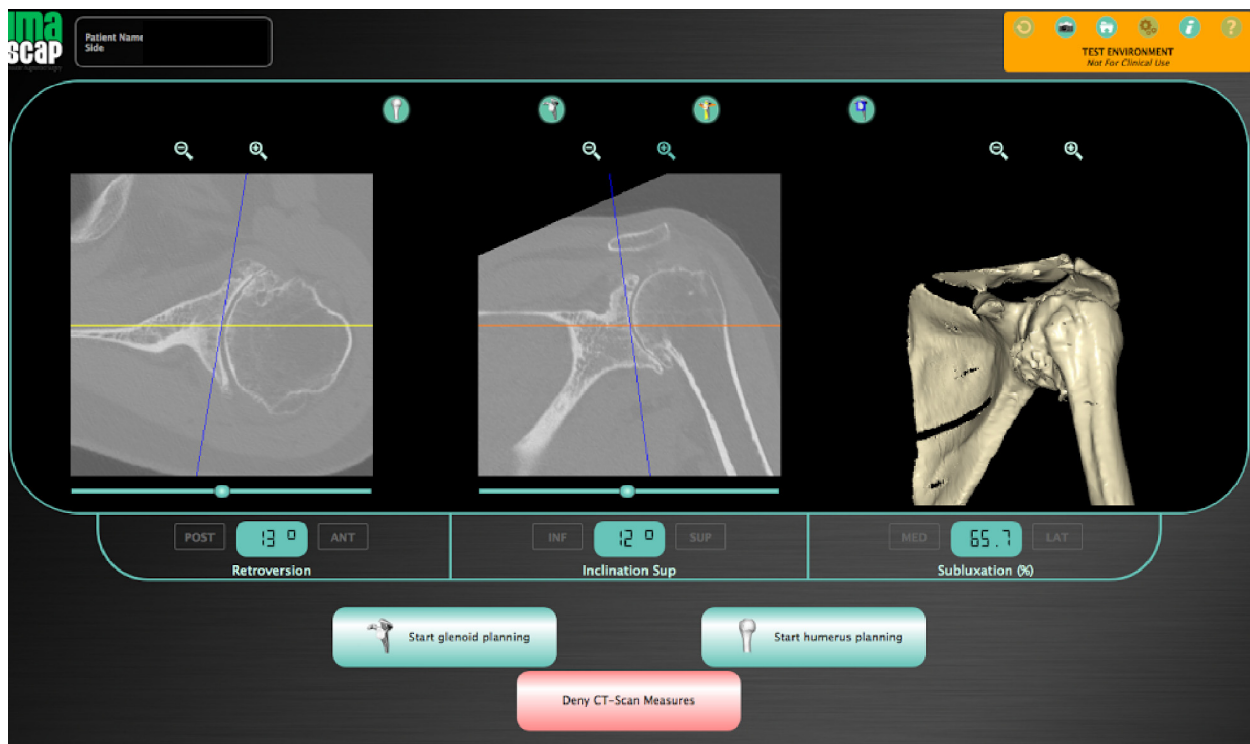 uma
scap
Patient Name
Side
TEST ENVIRONMENT
Not For Clinical Use
POST 13 º ANT
Retroversion
INF 12 º SUP
Inclination Sup
MED 65.7 LAT
Subluxation (%)
Start glenoid planning
Start humerus planning
Deny CT-Scan Measures